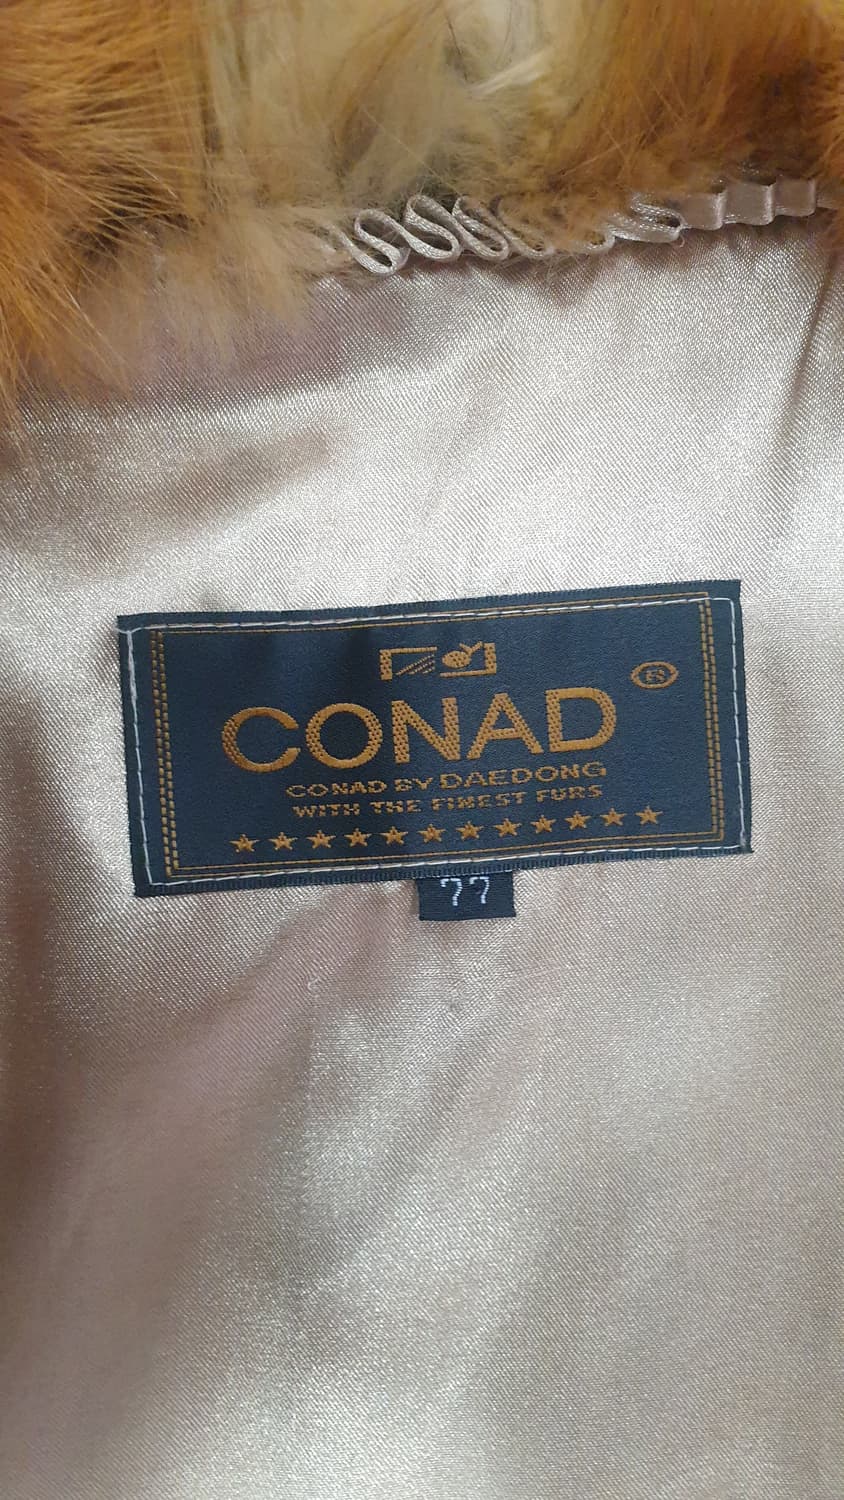 CONAD ®
CONAD BY DAEDONG
WITH THE FINEST FURS
77